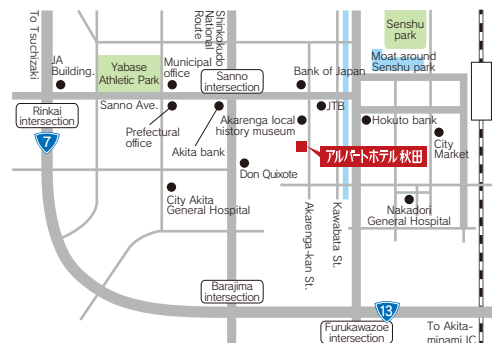 To Tsuchizaki
JA
Building.
Yabase
Athletic Park
Municipal
office
Shinkokudo
National
Route
Sanno
intersection
Senshu
park
Moat around
Senshu park
Bank of Japan
Rinkai
intersection
7
Sanno Ave.
Prefectural
office
Akita bank
Akarenga local
history museum
JTB
Hokuto bank
City
Market
アルパートホテル秋田
Don Quixote
City Akita
General Hospital
Akarenga-kan St.
Kawabata St.
Nakadori
General Hospital
Barajima
intersection
13
Furukawazoe
intersection
To Akita-
minami IC